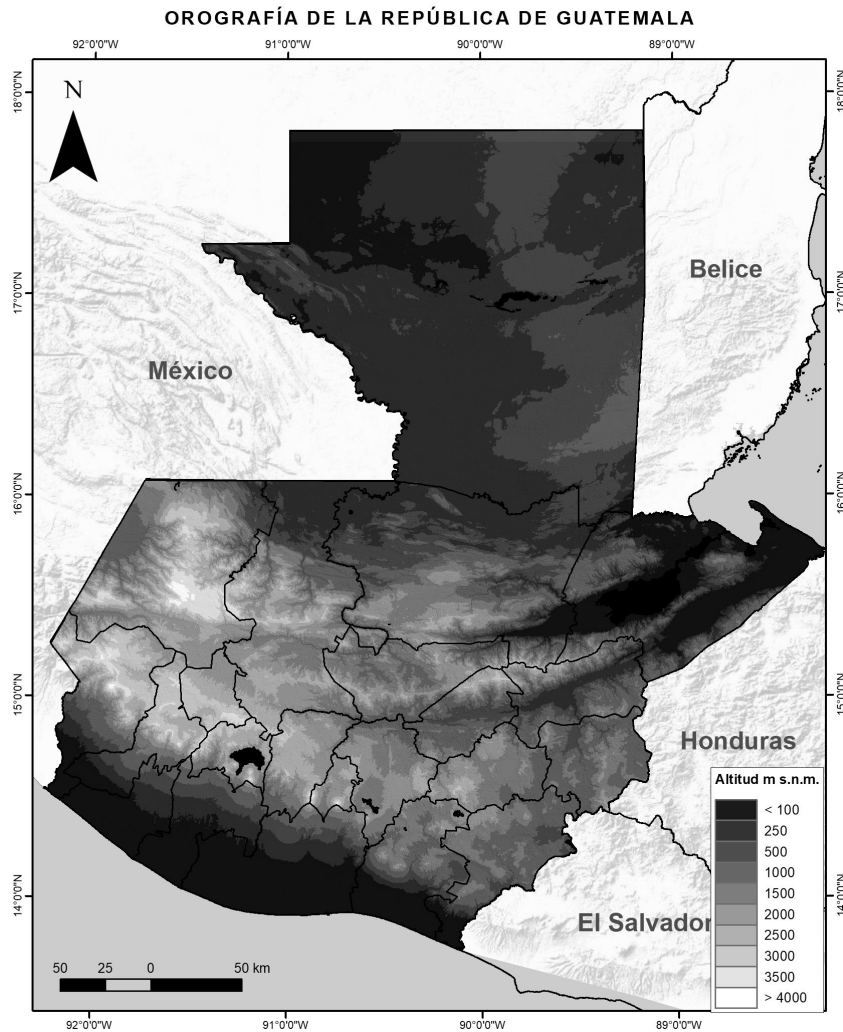 OROGRAFÍA DE LA REPÚBLICA DE GUATEMALA
92°0'0"W 91°0'0"W 90°0'0"W 89°0'0"W
18°0'0"N 18°0'0"N
N
17°0'0"N 17°0'0"N
Belice
México
16°0'0"N 16°0'0"N
15°0'0"N 15°0'0"N
Honduras
Altitud m s.n.m.
< 100
250
500
1000
1500
2000
2500
3000
3500
> 4000
14°0'0"N 14°0'0"N
El Salvador
50 25 0 50 km
92°0'0"W 91°0'0"W 90°0'0"W 89°0'0"W